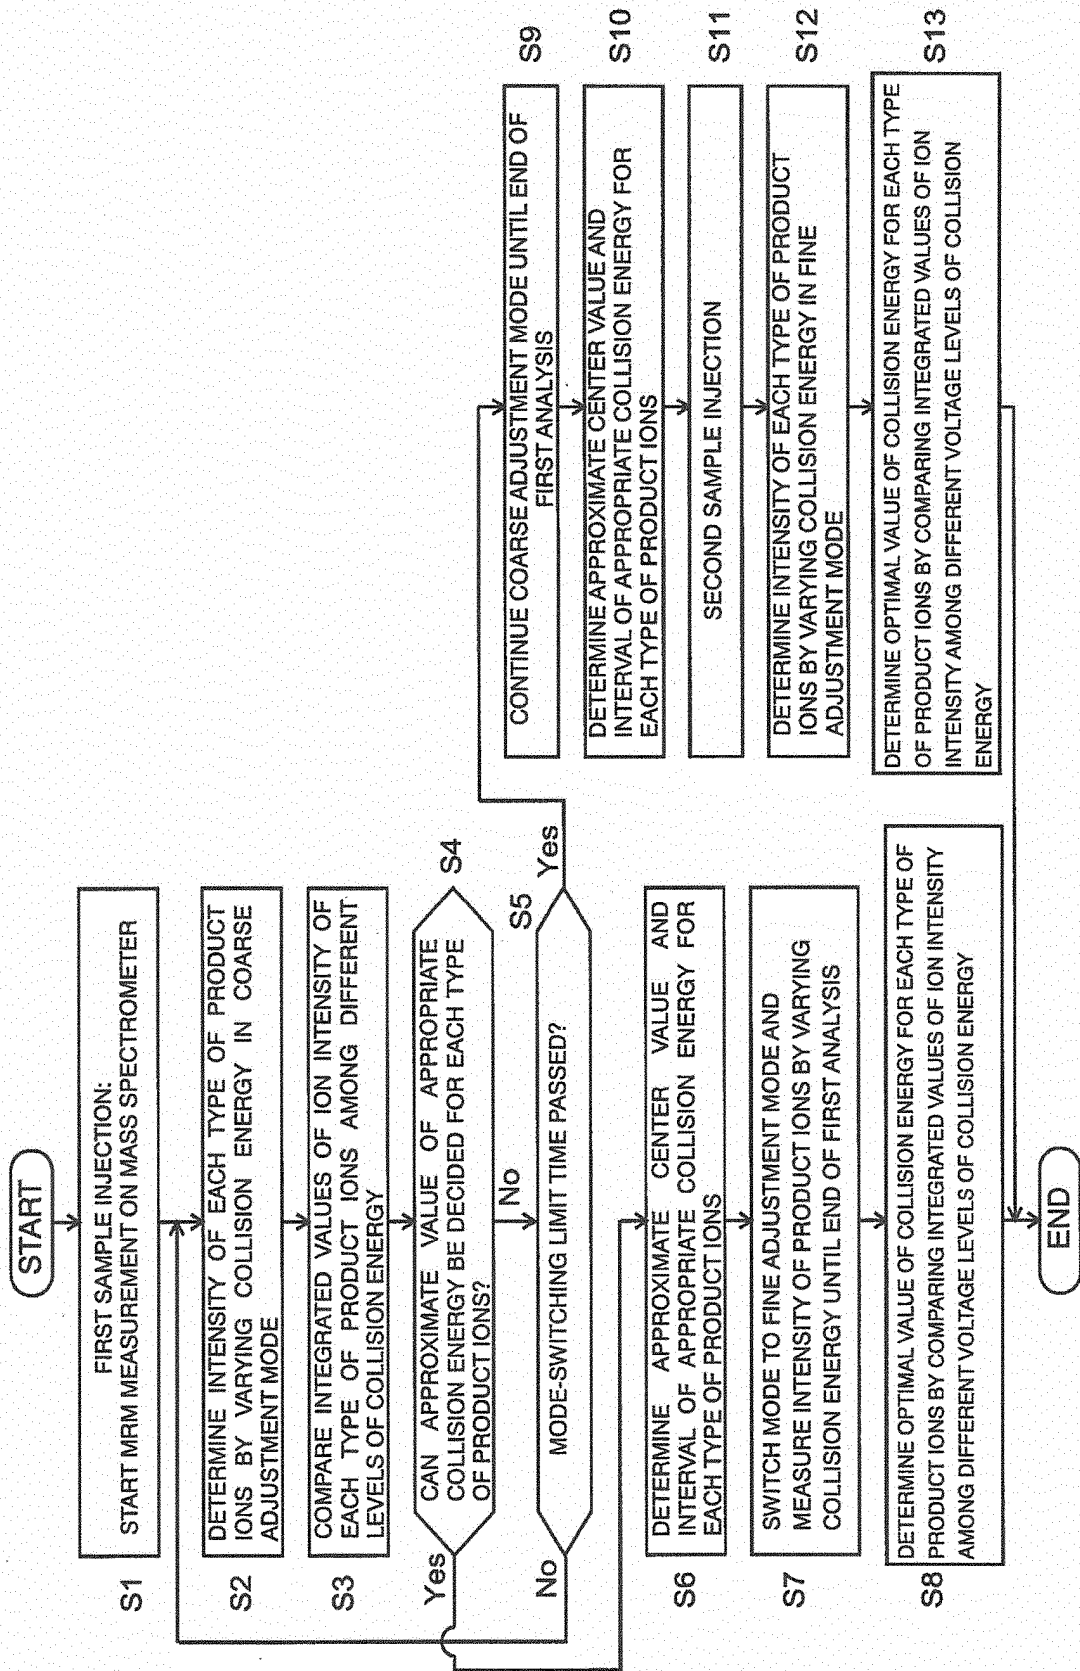 START
S1
FIRST SAMPLE INJECTION:
START MRM MEASUREMENT ON MASS SPECTROMETER
S2
DETERMINE INTENSITY OF EACH TYPE OF PRODUCT
IONS BY VARYING COLLISION ENERGY IN COARSE
ADJUSTMENT MODE
S3
COMPARE INTEGRATED VALUES OF ION INTENSITY OF
EACH TYPE OF PRODUCT IONS AMONG DIFFERENT
LEVELS OF COLLISION ENERGY
S4
CAN APPROXIMATE VALUE OF APPROPRIATE
COLLISION ENERGY BE DECIDED FOR EACH TYPE
OF PRODUCT IONS?
Yes
No
S5
MODE-SWITCHING LIMIT TIME PASSED?
No
Yes
S6
DETERMINE APPROXIMATE CENTER VALUE AND
INTERVAL OF APPROPRIATE COLLISION ENERGY FOR
EACH TYPE OF PRODUCT IONS
S7
SWITCH MODE TO FINE ADJUSTMENT MODE AND
MEASURE INTENSITY OF PRODUCT IONS BY VARYING
COLLISION ENERGY UNTIL END OF FIRST ANALYSIS
S8
DETERMINE OPTIMAL VALUE OF COLLISION ENERGY FOR EACH TYPE OF
PRODUCT IONS BY COMPARING INTEGRATED VALUES OF ION INTENSITY
AMONG DIFFERENT VOLTAGE LEVELS OF COLLISION ENERGY
S9
CONTINUE COARSE ADJUSTMENT MODE UNTIL END OF
FIRST ANALYSIS
S10
DETERMINE APPROXIMATE CENTER VALUE AND
INTERVAL OF APPROPRIATE COLLISION ENERGY FOR
EACH TYPE OF PRODUCT IONS
S11
SECOND SAMPLE INJECTION
S12
DETERMINE INTENSITY OF EACH TYPE OF PRODUCT
IONS BY VARYING COLLISION ENERGY IN FINE
ADJUSTMENT MODE
S13
DETERMINE OPTIMAL VALUE OF COLLISION ENERGY FOR EACH TYPE
OF PRODUCT IONS BY COMPARING INTEGRATED VALUES OF ION
INTENSITY AMONG DIFFERENT VOLTAGE LEVELS OF COLLISION
ENERGY
END